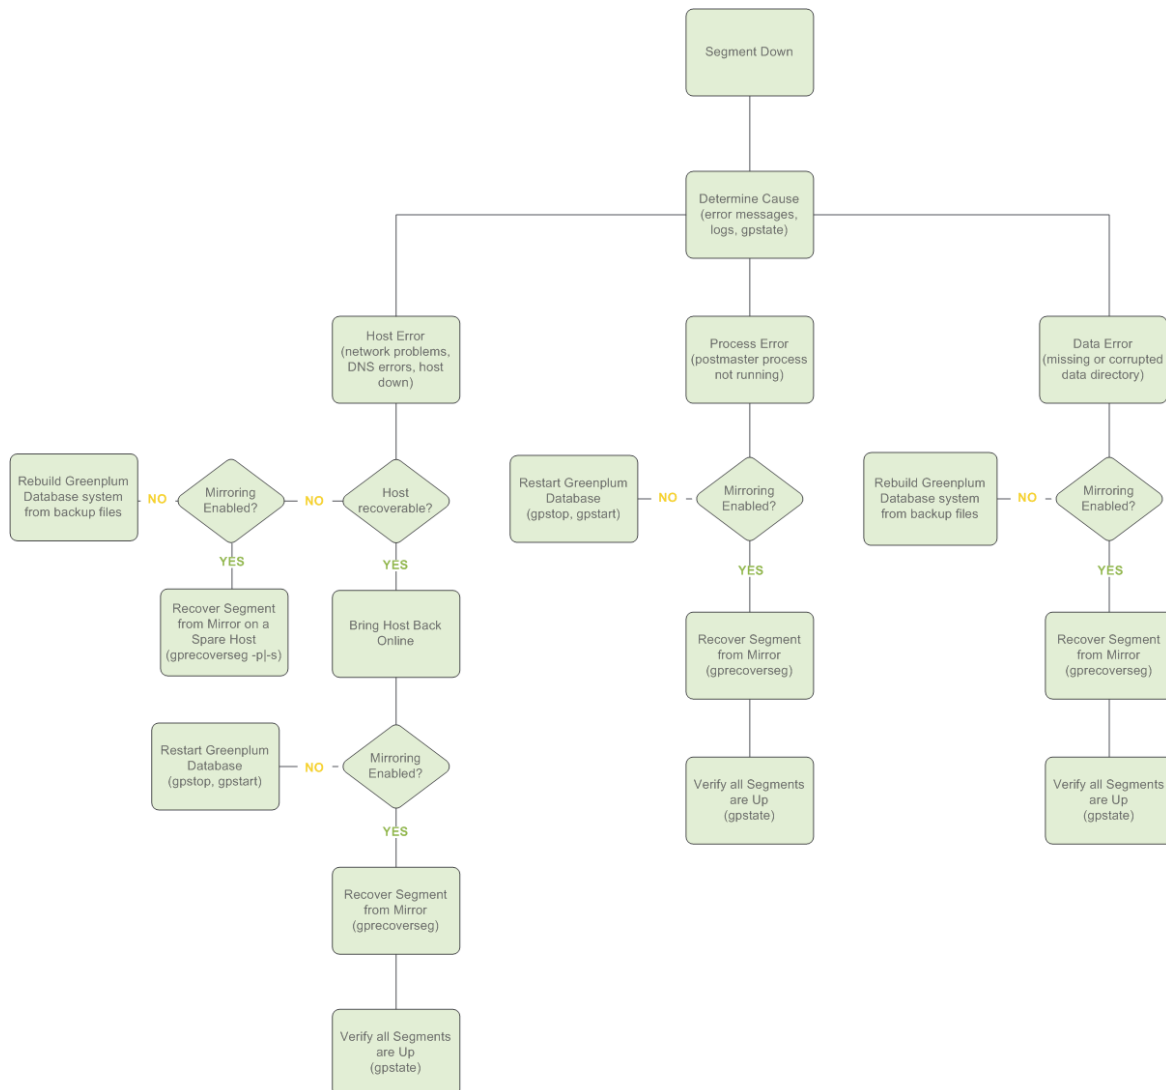 Segment Down
Determine Cause
(error messages,
logs, gpstate)
Host Error
(network problems,
DNS errors, host
down)
Process Error
(postmaster process
not running)
Data Error
(missing or corrupted
data directory)
Rebuild Greenplum
Database system
from backup files
NO
Mirroring
Enabled?
NO
Host
recoverable?
Restart Greenplum
Database
(gpstop, gpstart)
NO
Mirroring
Enabled?
Rebuild Greenplum
Database system
from backup files
NO
Mirroring
Enabled?
YES
YES
YES
YES
Recover Segment
from Mirror on a
Spare Host
(gprecoverseg -p|-s)
Bring Host Back
Online
Recover Segment
from Mirror
(gprecoverseg)
Recover Segment
from Mirror
(gprecoverseg)
Restart Greenplum
Database
(gpstop, gpstart)
NO
Mirroring
Enabled?
Verify all Segments
are Up
(gpstate)
Verify all Segments
are Up
(gpstate)
YES
Recover Segment
from Mirror
(gprecoverseg)
Verify all Segments
are Up
(gpstate)